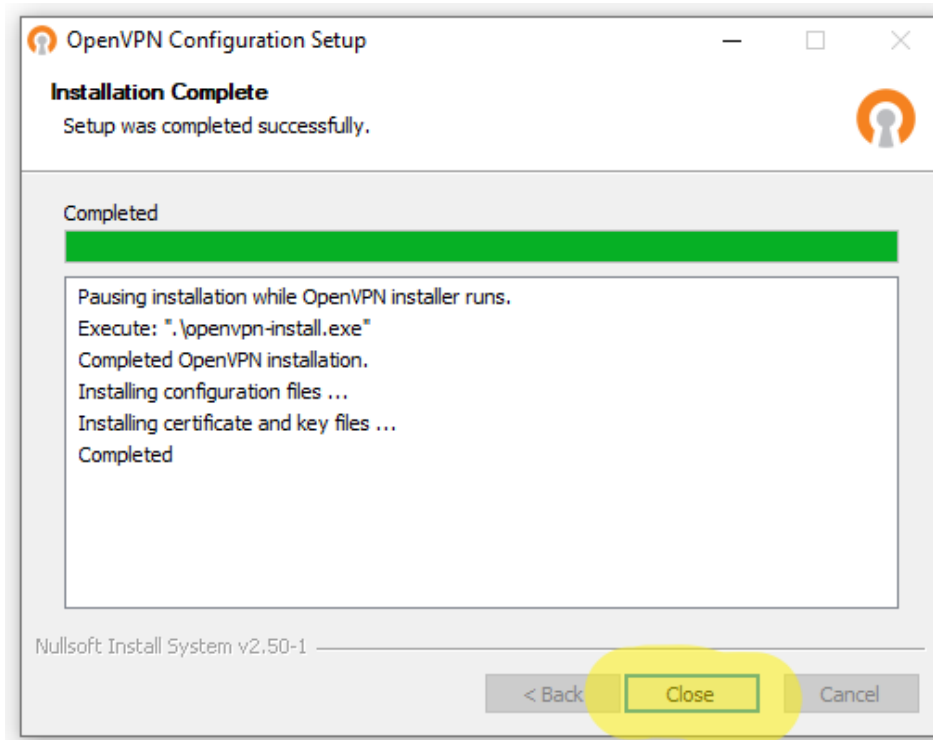 OpenVPN Configuration Setup
Installation Complete
Setup was completed successfully.
Completed
Pausing installation while OpenVPN installer runs.
Execute: ".\openvpn-install.exe"
Completed OpenVPN installation.
Installing configuration files ...
Installing certificate and key files ...
Completed
Nullsoft Install System v2.50-1
< Back
Close
Cancel